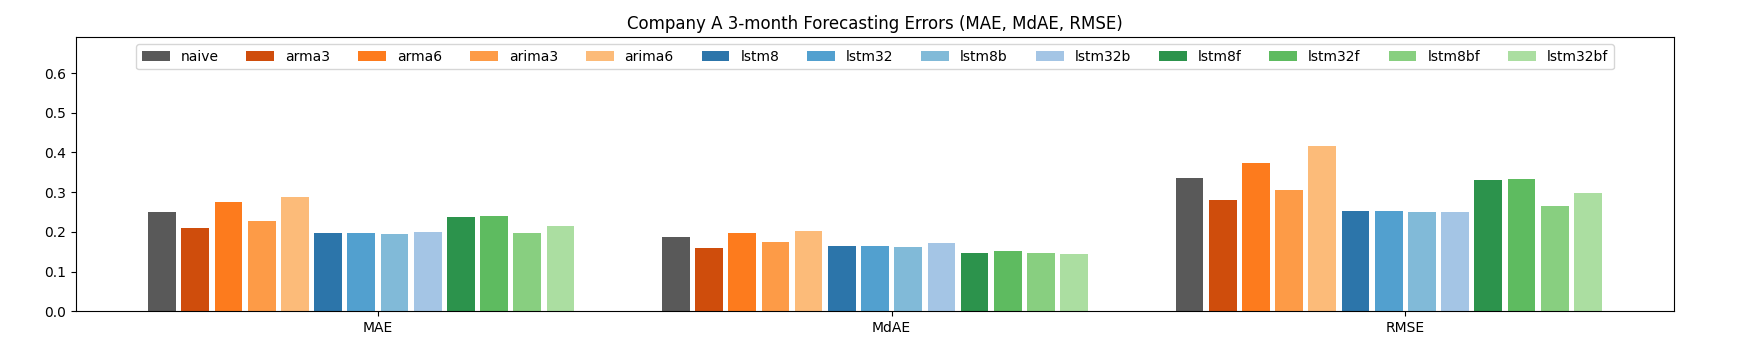 Company A 3-month Forecasting Errors (MAE, MdAE, RMSE)
naive arma3 arma6 arima3 arima6 lstm8 lstm32 lstm8b lstm32b lstm8f lstm32f lstm8bf lstm32bf
0.6
0.5
0.4
0.3
0.2
0.1
0.0
MAE MdAE RMSE